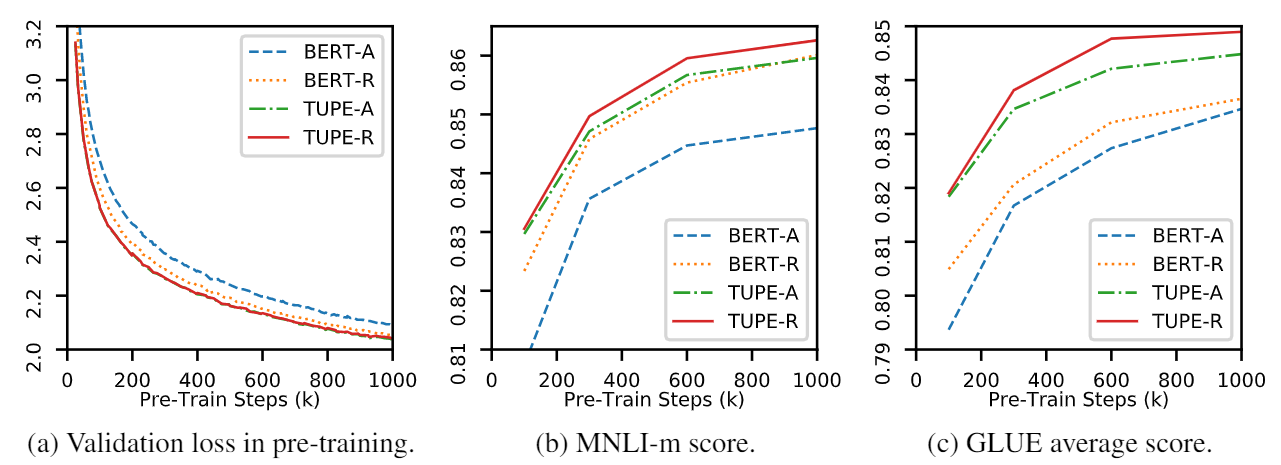 3.2
3.0
2.8
2.6
2.4
2.2
2.0
0 200 400 600 800 1000
Pre-Train Steps (k)
BERT-A
BERT-R
TUPE-A
TUPE-R
(a) Validation loss in pre-training.
0.86
0.85
0.84
0.83
0.82
0.81
0 200 400 600 800 1000
Pre-Train Steps (k)
BERT-A
BERT-R
TUPE-A
TUPE-R
(b) MNLI-m score.
0.85
0.84
0.83
0.82
0.81
0.80
0.79
0 200 400 600 800 1000
Pre-Train Steps (k)
BERT-A
BERT-R
TUPE-A
TUPE-R
(c) GLUE average score.